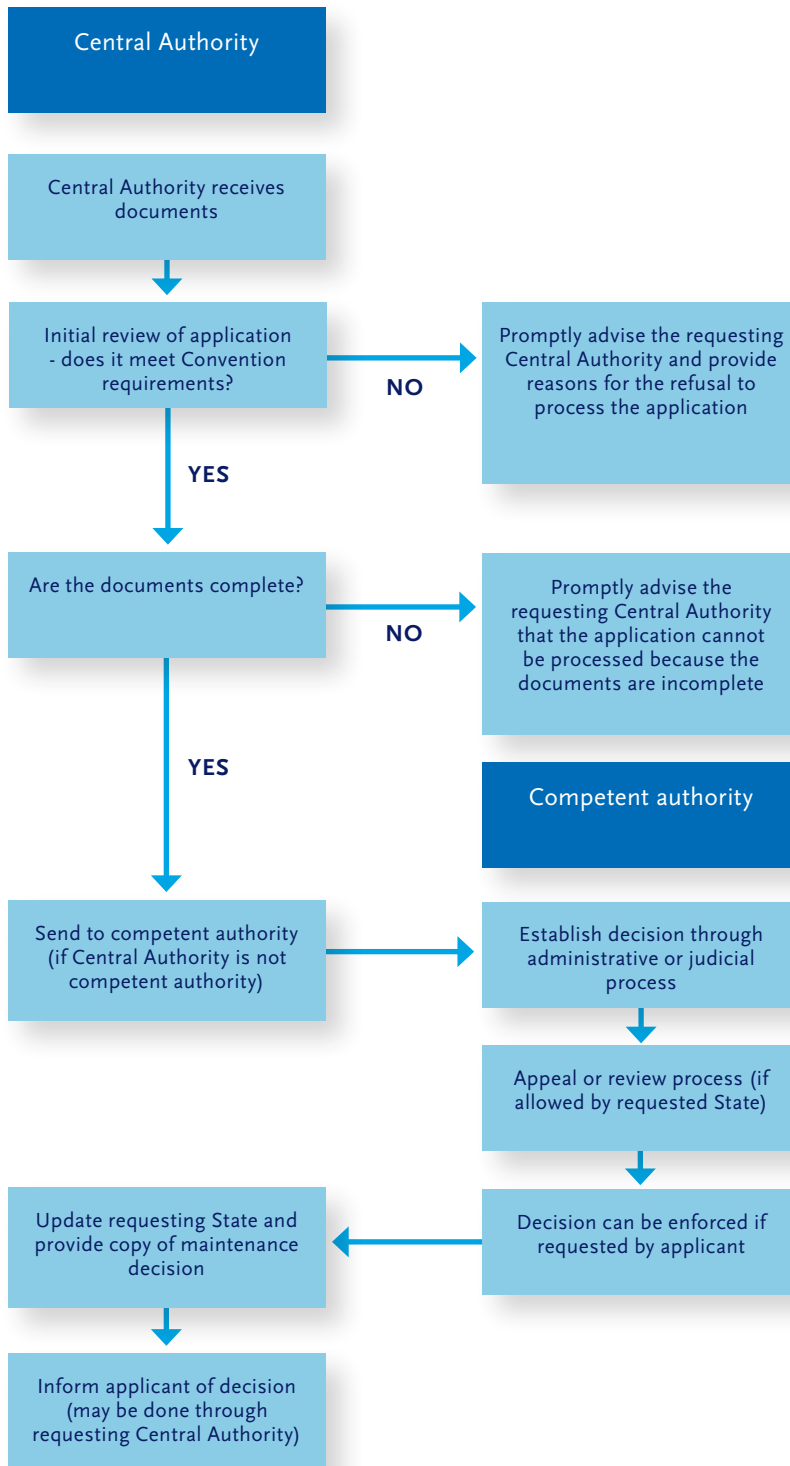 Central Authority
Central Authority receives
documents
Initial review of application
- does it meet Convention
requirements?
NO
Promptly advise the requesting
Central Authority and provide
reasons for the refusal to
process the application
YES
Are the documents complete?
NO
Promptly advise the
requesting Central Authority
that the application cannot
be processed because the
documents are incomplete
YES
Competent authority
Send to competent authority
(if Central Authority is not
competent authority)
Establish decision through
administrative or judicial
process
Appeal or review process (if
allowed by requested State)
Decision can be enforced if
requested by applicant
Update requesting State and
provide copy of maintenance
decision
Inform applicant of decision
(may be done through
requesting Central Authority)